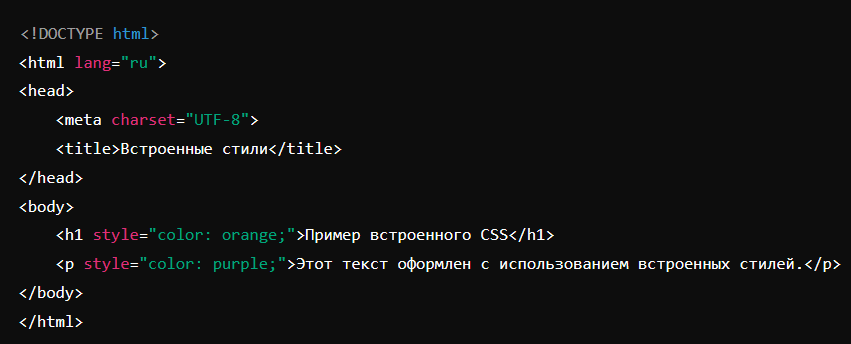 <!DOCTYPE html>
<html lang="ru">
<head>
    <meta charset="UTF-8">
    <title>Встроенные стили</title>
</head>
<body>
    <h1 style="color: orange;">Пример встроенного CSS</h1>
    <p style="color: purple;">Этот текст оформлен с использованием встроенных стилей.</p>
</body>
</html>